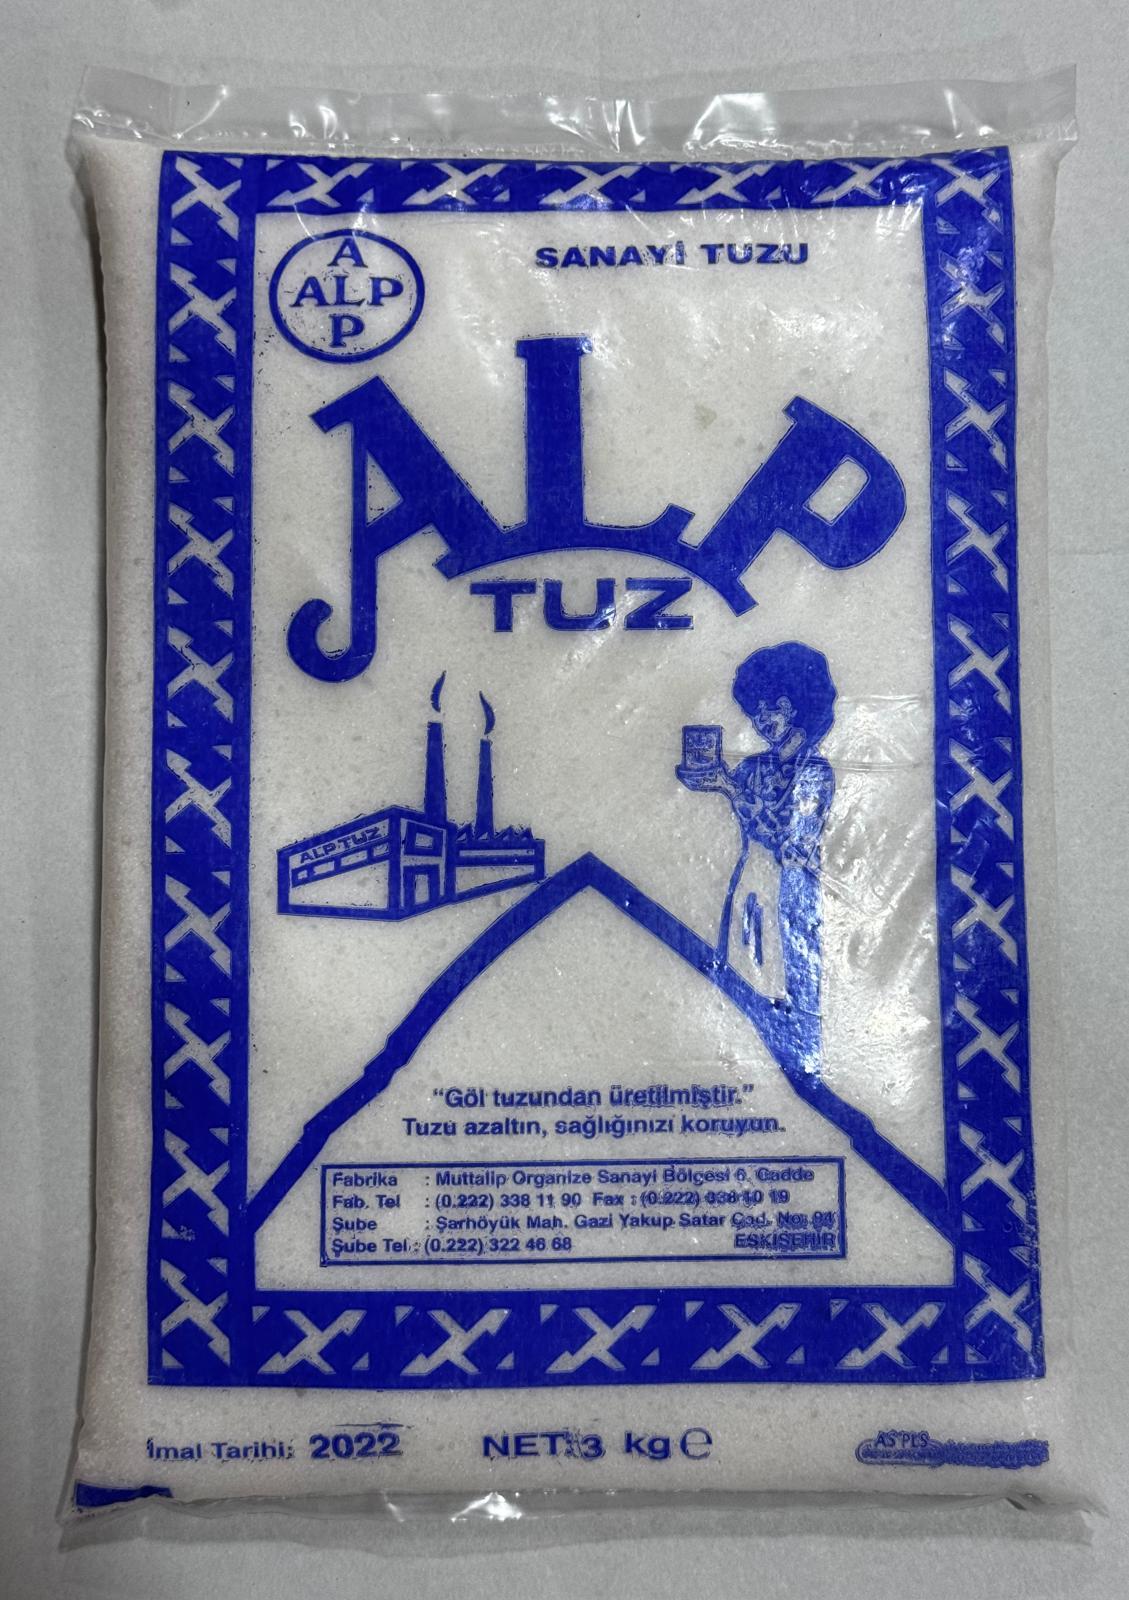 A
ALP
P
SANAYİ TUZU
ALP
TUZ
ALP TUZ
“Göl tuzundan üretilmiştir.”
Tuzu azaltın, sağlığınızı koruyun.
Fabrika : Muttalip Organize Sanayi Bölgesi 6. Cadde
Fab. Tel : (0.222) 338 11 90 Fax : (0.222) 338 10 19
Şube : Şarhöyük Mah. Gazi Yakup Satar Cad. No: 94
Şube Tel : (0.222) 322 46 68 ESKİŞEHİR
İmal Tarihi: 2022 NET: 3 kg ℮
AS PLS